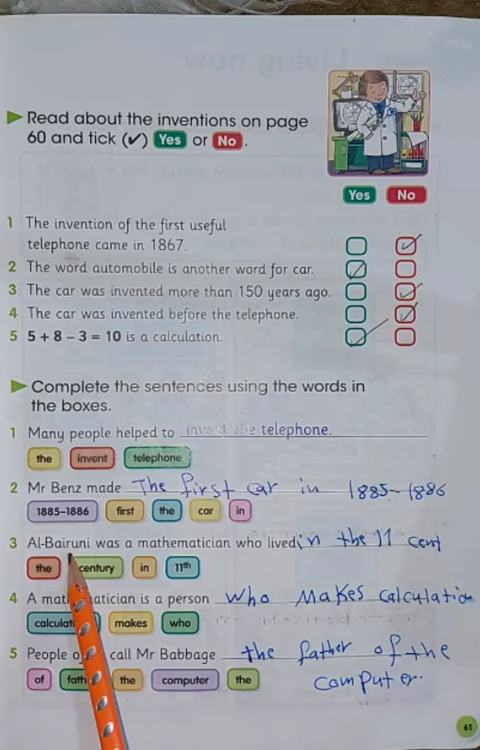 Read about the inventions on page
60 and tick (✓) Yes or No.
Yes No
1 The invention of the first useful
telephone came in 1867.
2 The word automobile is another word for car.
3 The car was invented more than 150 years ago.
4 The car was invented before the telephone.
5 5 + 8 – 3 = 10 is a calculation.
Complete the sentences using the words in
the boxes.
1 Many people helped to invent the telephone.
the invent telephone
2 Mr Benz made The first car in 1885-1886
1885–1886 first the car in
3 Al-Bairuni was a mathematician who lived in the 11 cent
the century in 11th
4 A is a person who makes calculation
makes who
5 People call Mr Babbage the father of the
computer.
of the computer the
61